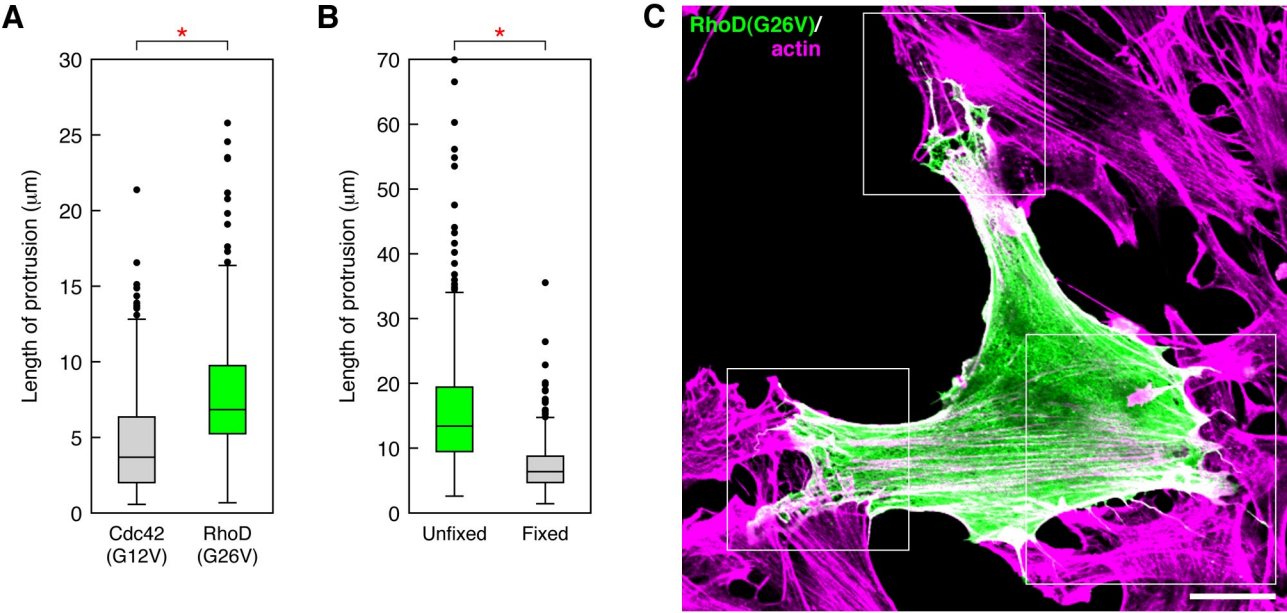 A
*
30
25
20
15
10
5
0
Length of protrusion (μm)
Cdc42
(G12V)
RhoD
(G26V)
B
*
70
60
50
40
30
20
10
0
Length of protrusion (μm)
Unfixed
Fixed
C
RhoD(G26V)/
actin